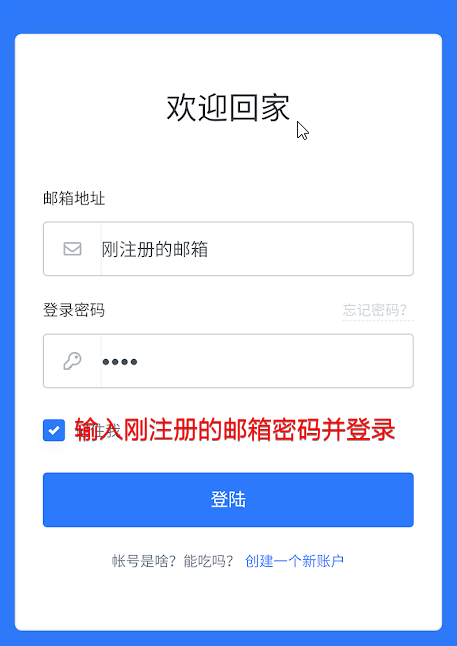 欢迎回家
邮箱地址
刚注册的邮箱
登录密码 忘记密码?
••••
输入刚注册的邮箱密码并登录
登陆
帐号是啥? 能吃吗? 创建一个新账户